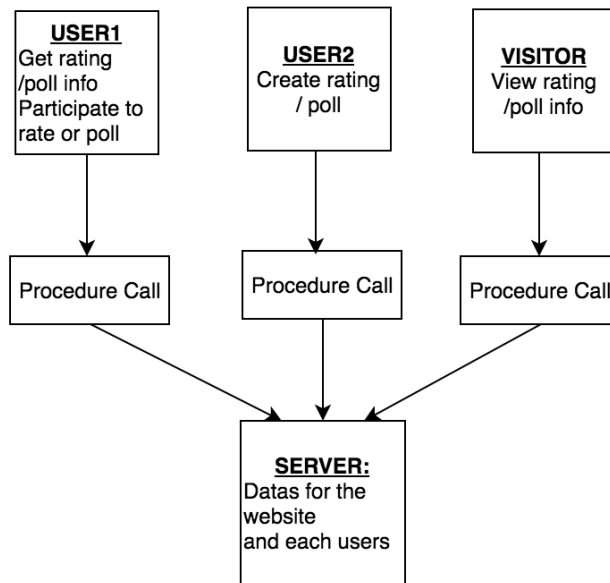 USER1
Get rating
/poll info
Participate to
rate or poll
USER2
Create rating
/ poll
VISITOR
View rating
/poll info
Procedure Call
Procedure Call
Procedure Call
SERVER:
Datas for the
website
and each users